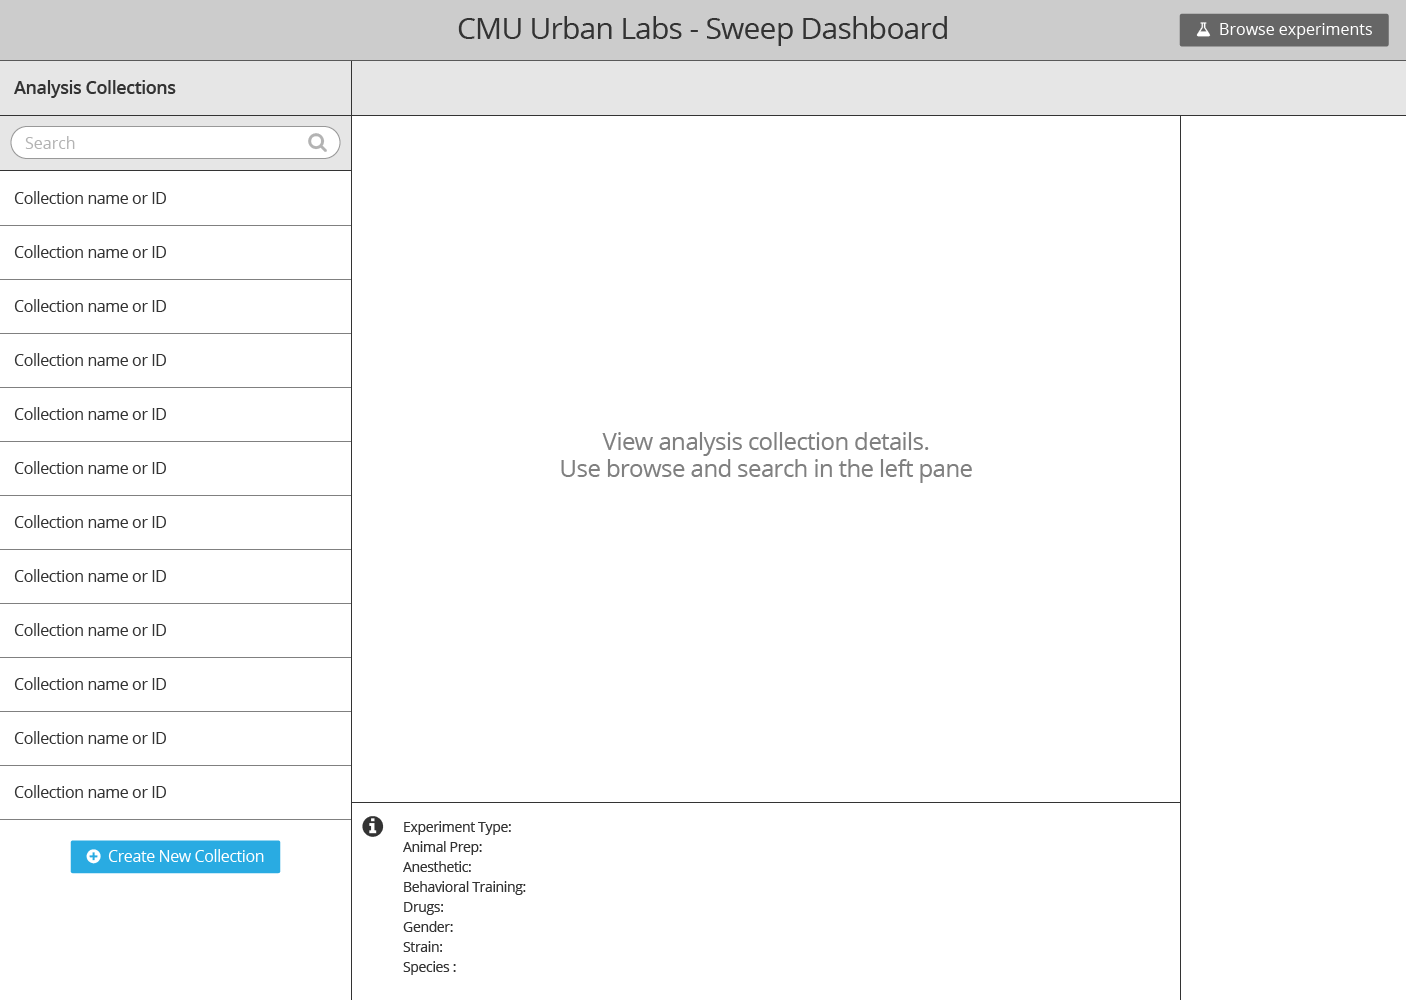 CMU Urban Labs - Sweep Dashboard
Browse experiments
Analysis Collections
Search
Collection name or ID
Collection name or ID
Collection name or ID
Collection name or ID
Collection name or ID
Collection name or ID
Collection name or ID
Collection name or ID
Collection name or ID
Collection name or ID
Collection name or ID
Collection name or ID
Create New Collection
View analysis collection details.
Use browse and search in the left pane
Experiment Type:
Animal Prep:
Anesthetic:
Behavioral Training:
Drugs:
Gender:
Strain:
Species :